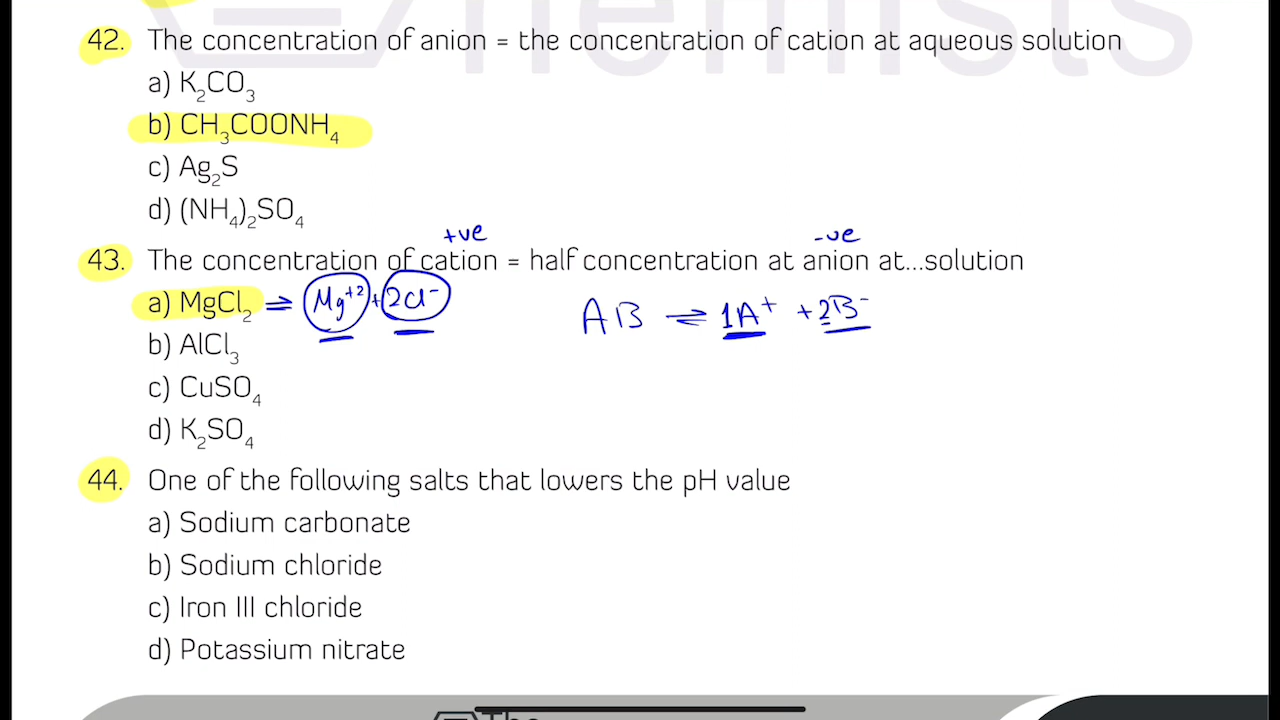 hemists
42. The concentration of anion = the concentration of cation at aqueous solution
a) K₂CO₃
b) CH₃COONH₄
c) Ag₂S
d) (NH₄)₂SO₄
+ve -ve
43. The concentration of cation = half concentration at anion at...solution
a) MgCl₂ ⇌ Mg⁺² + 2Cl⁻ AB ⇌ 1A⁺ + 2B⁻
b) AlCl₃
c) CuSO₄
d) K₂SO₄
44. One of the following salts that lowers the pH value
a) Sodium carbonate
b) Sodium chloride
c) Iron III chloride
d) Potassium nitrate
The